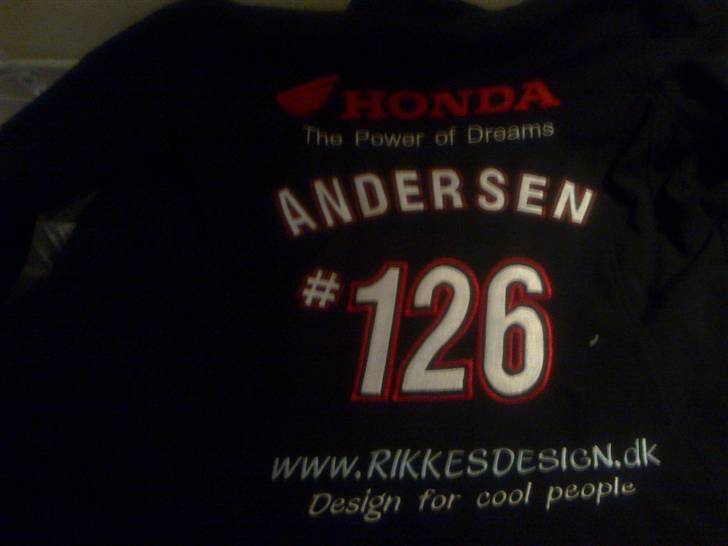 HONDA
The Power of Dreams
ANDERSEN
#126
www.RIKKESDESIGN.dk
Design for cool people